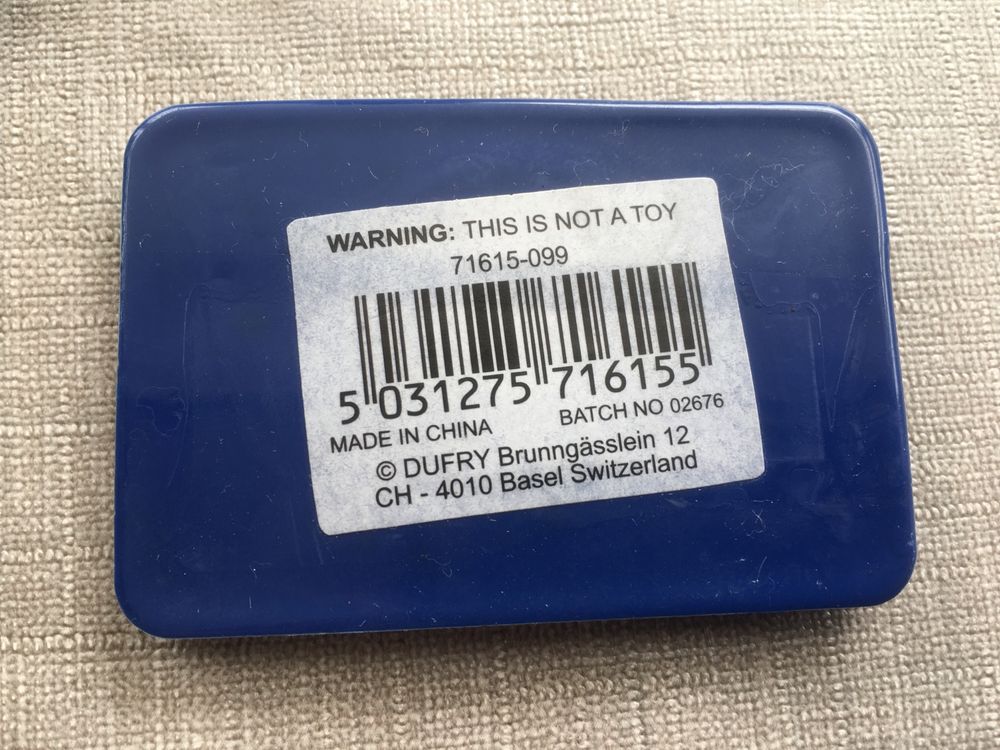 WARNING: THIS IS NOT A TOY
71615-099
5 031275 716155
MADE IN CHINA BATCH NO 02676
© DUFRY Brunngässlein 12
CH - 4010 Basel Switzerland